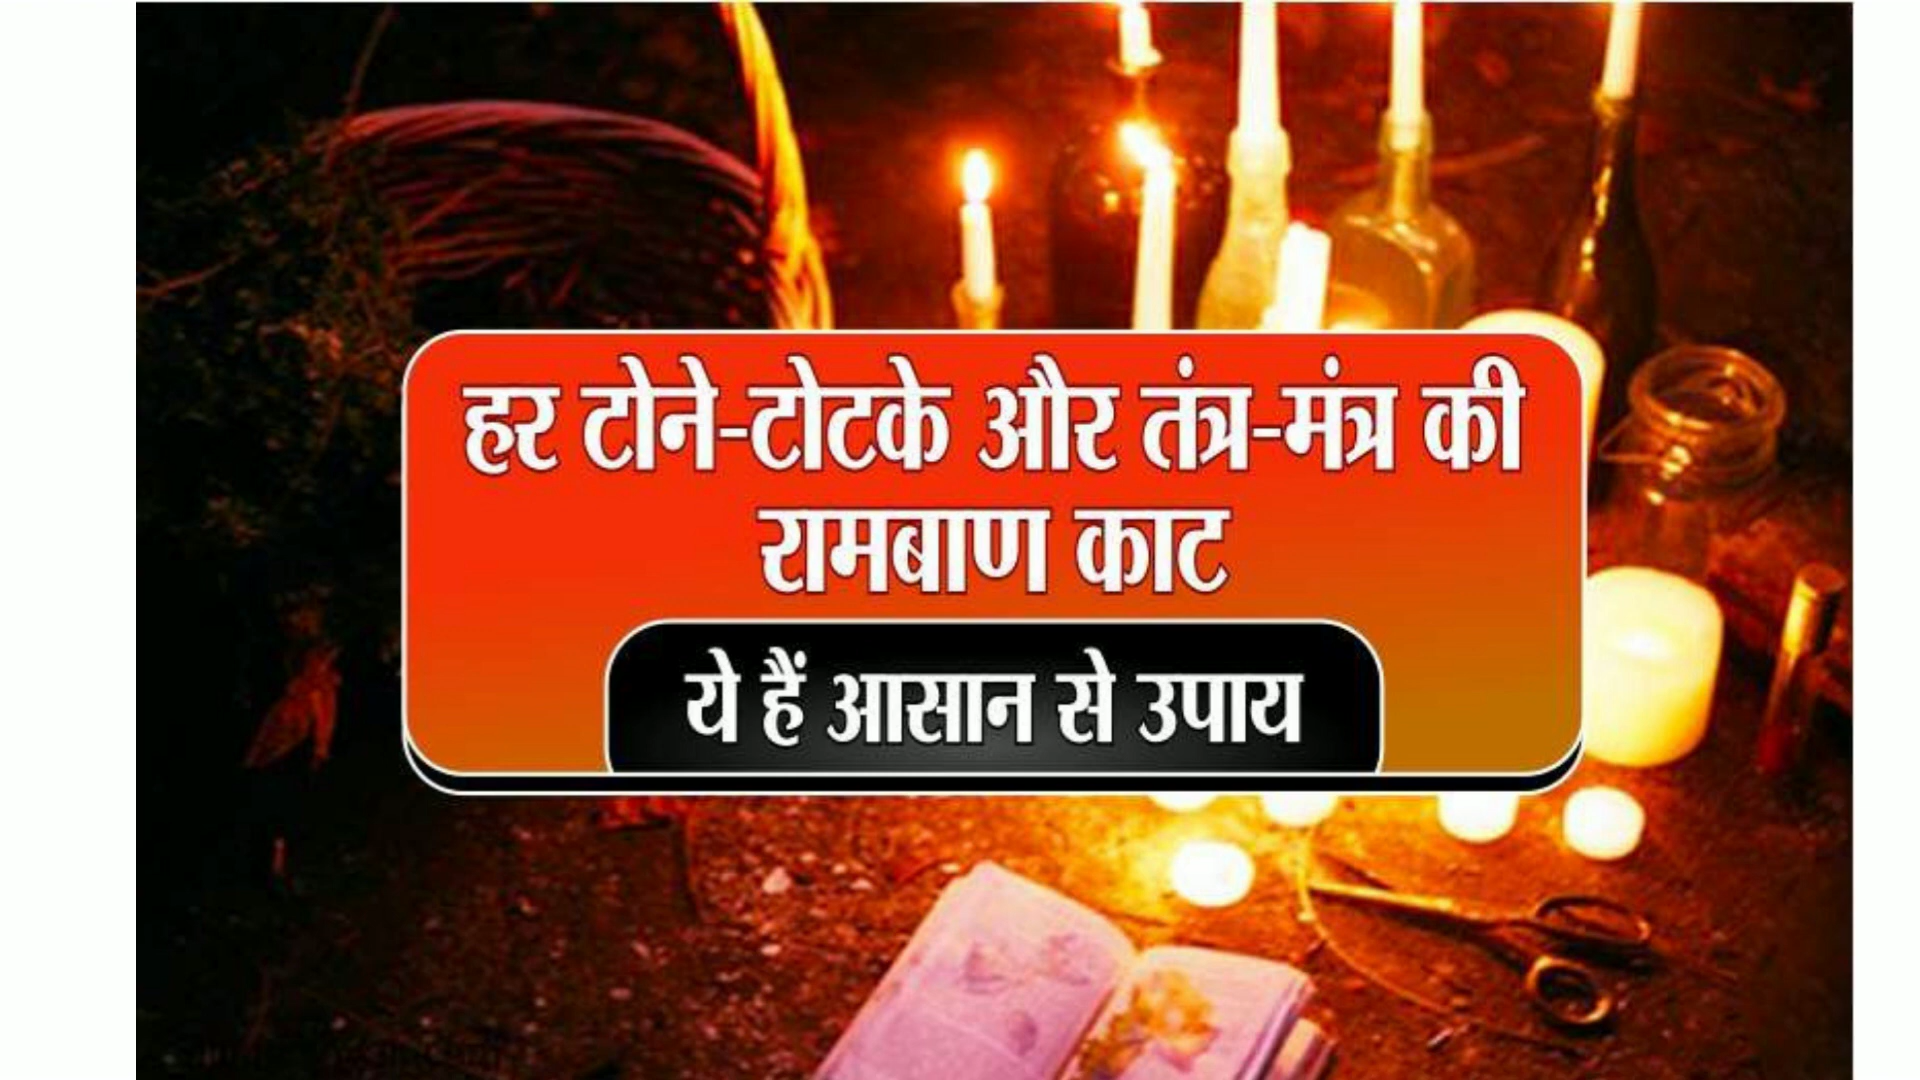 हर टोने-टोटके और तंत्र-मंत्र की
रामबाण काट
ये हैं आसान से उपाय